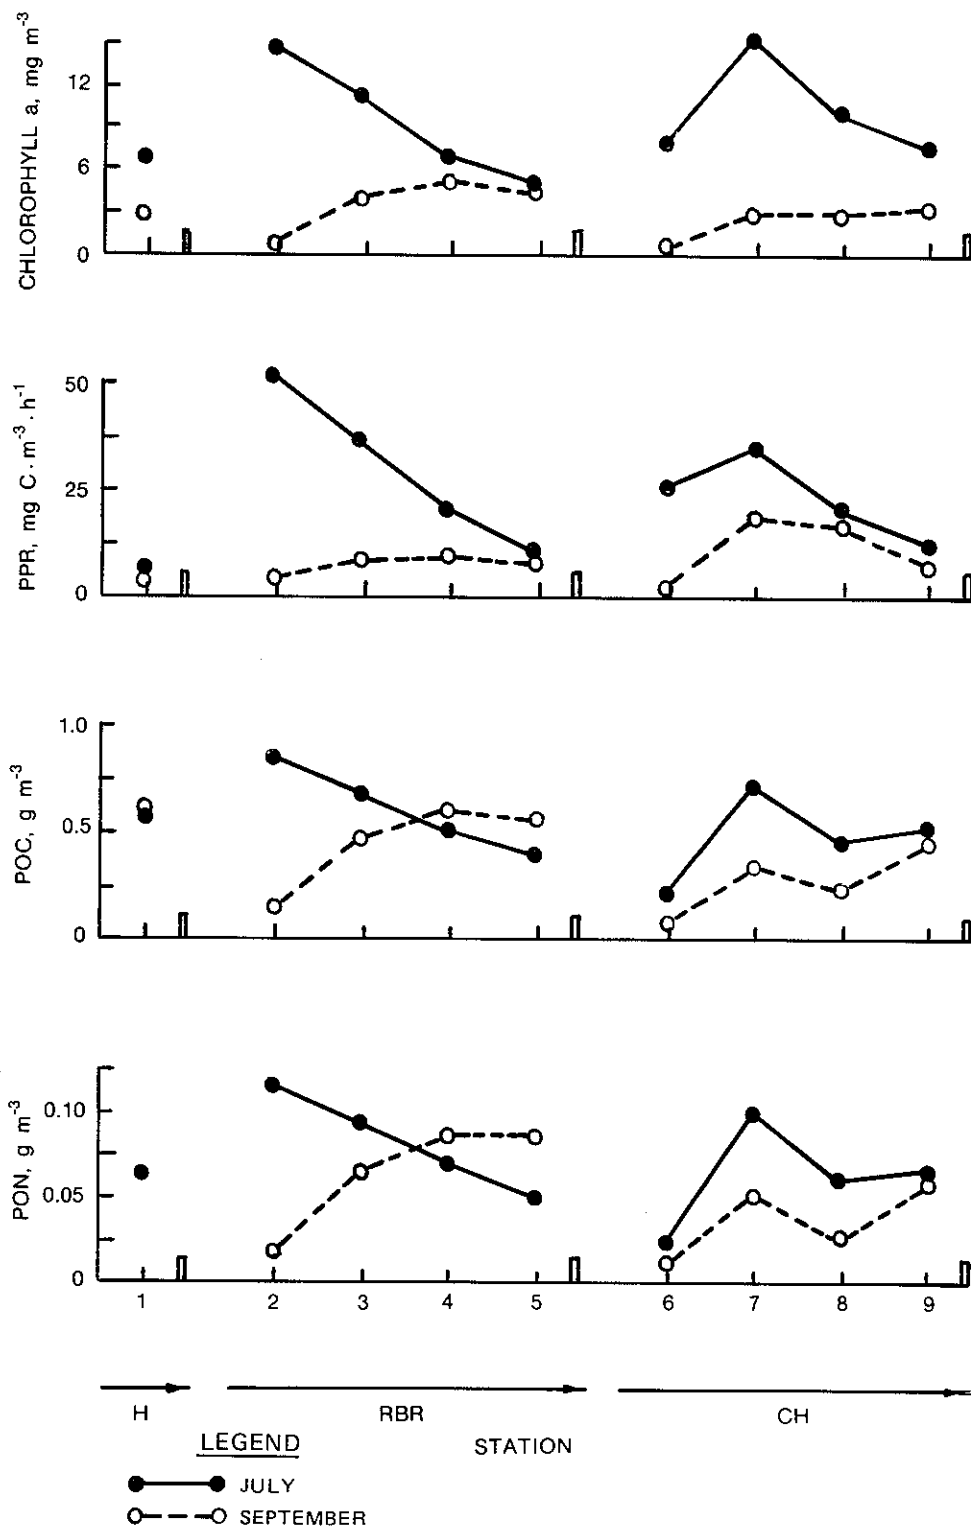 CHLOROPHYLL a, mg m-3
12
6
0
PPR, mg C·m-3·h-1
50
25
0
POC, g m-3
1.0
0.5
0
PON, g m-3
0.10
0.05
0
1 2 3 4 5 6 7 8 9
H RBR CH
LEGEND STATION
JULY
SEPTEMBER